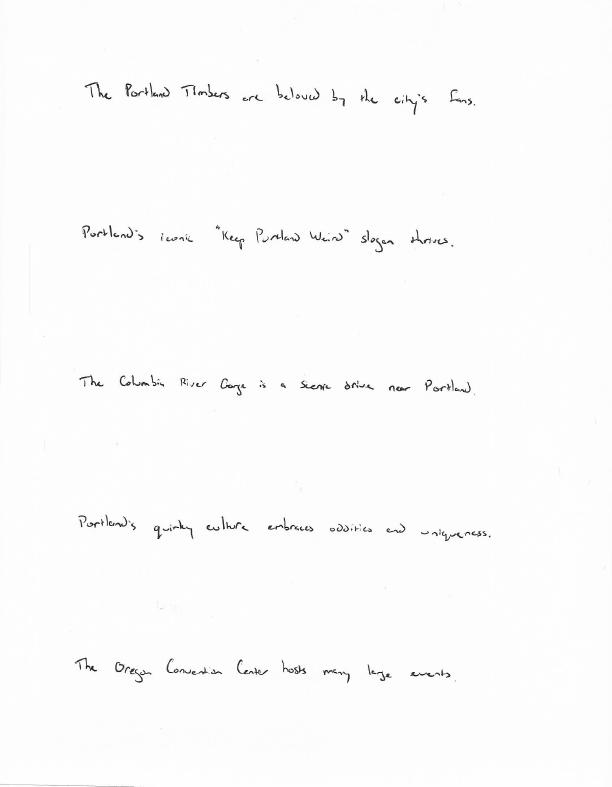 The Portland Timbers are beloved by the city's fans.
Portland's iconic "Keep Portland Weird" slogan thrives.
The Columbia River Gorge is a scenic drive near Portland.
Portland's quirky culture embraces oddities and uniqueness.
The Oregon Convention Center hosts many large events.